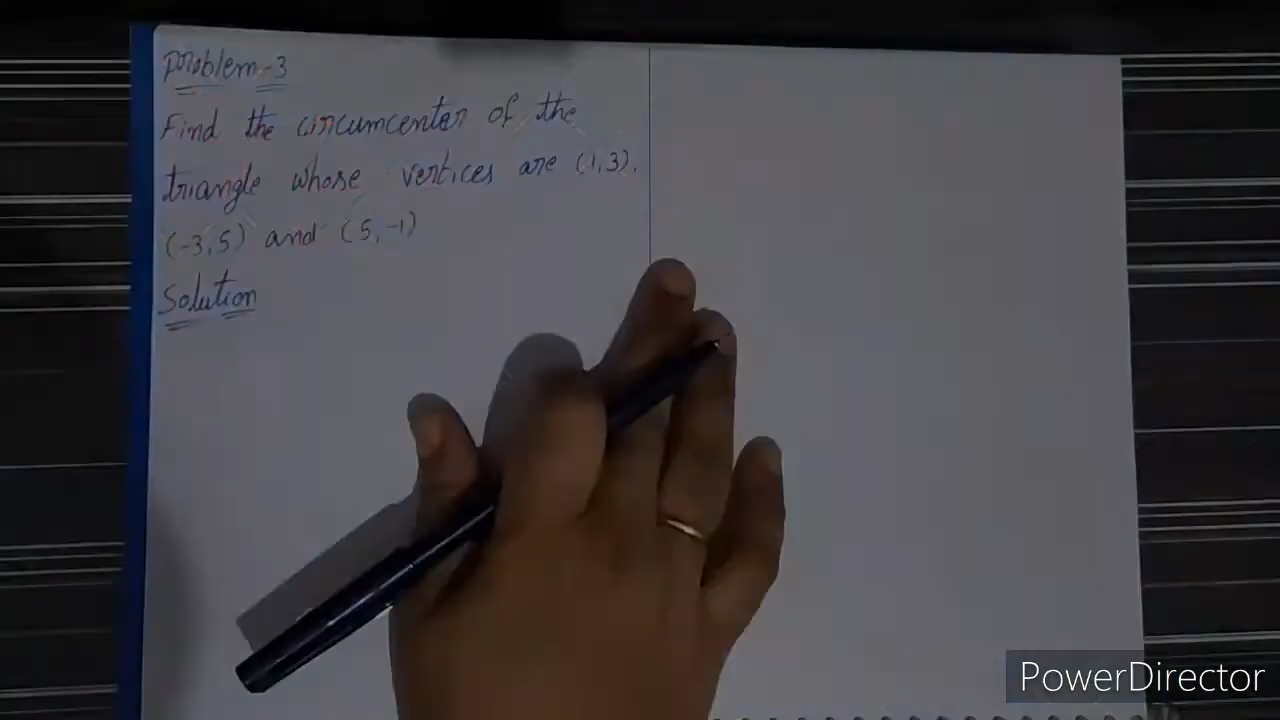 Problem-3
Find the circumcenter of the
triangle whose vertices are (1,3),
(-3,5) and (5,-1)
Solution
PowerDirector